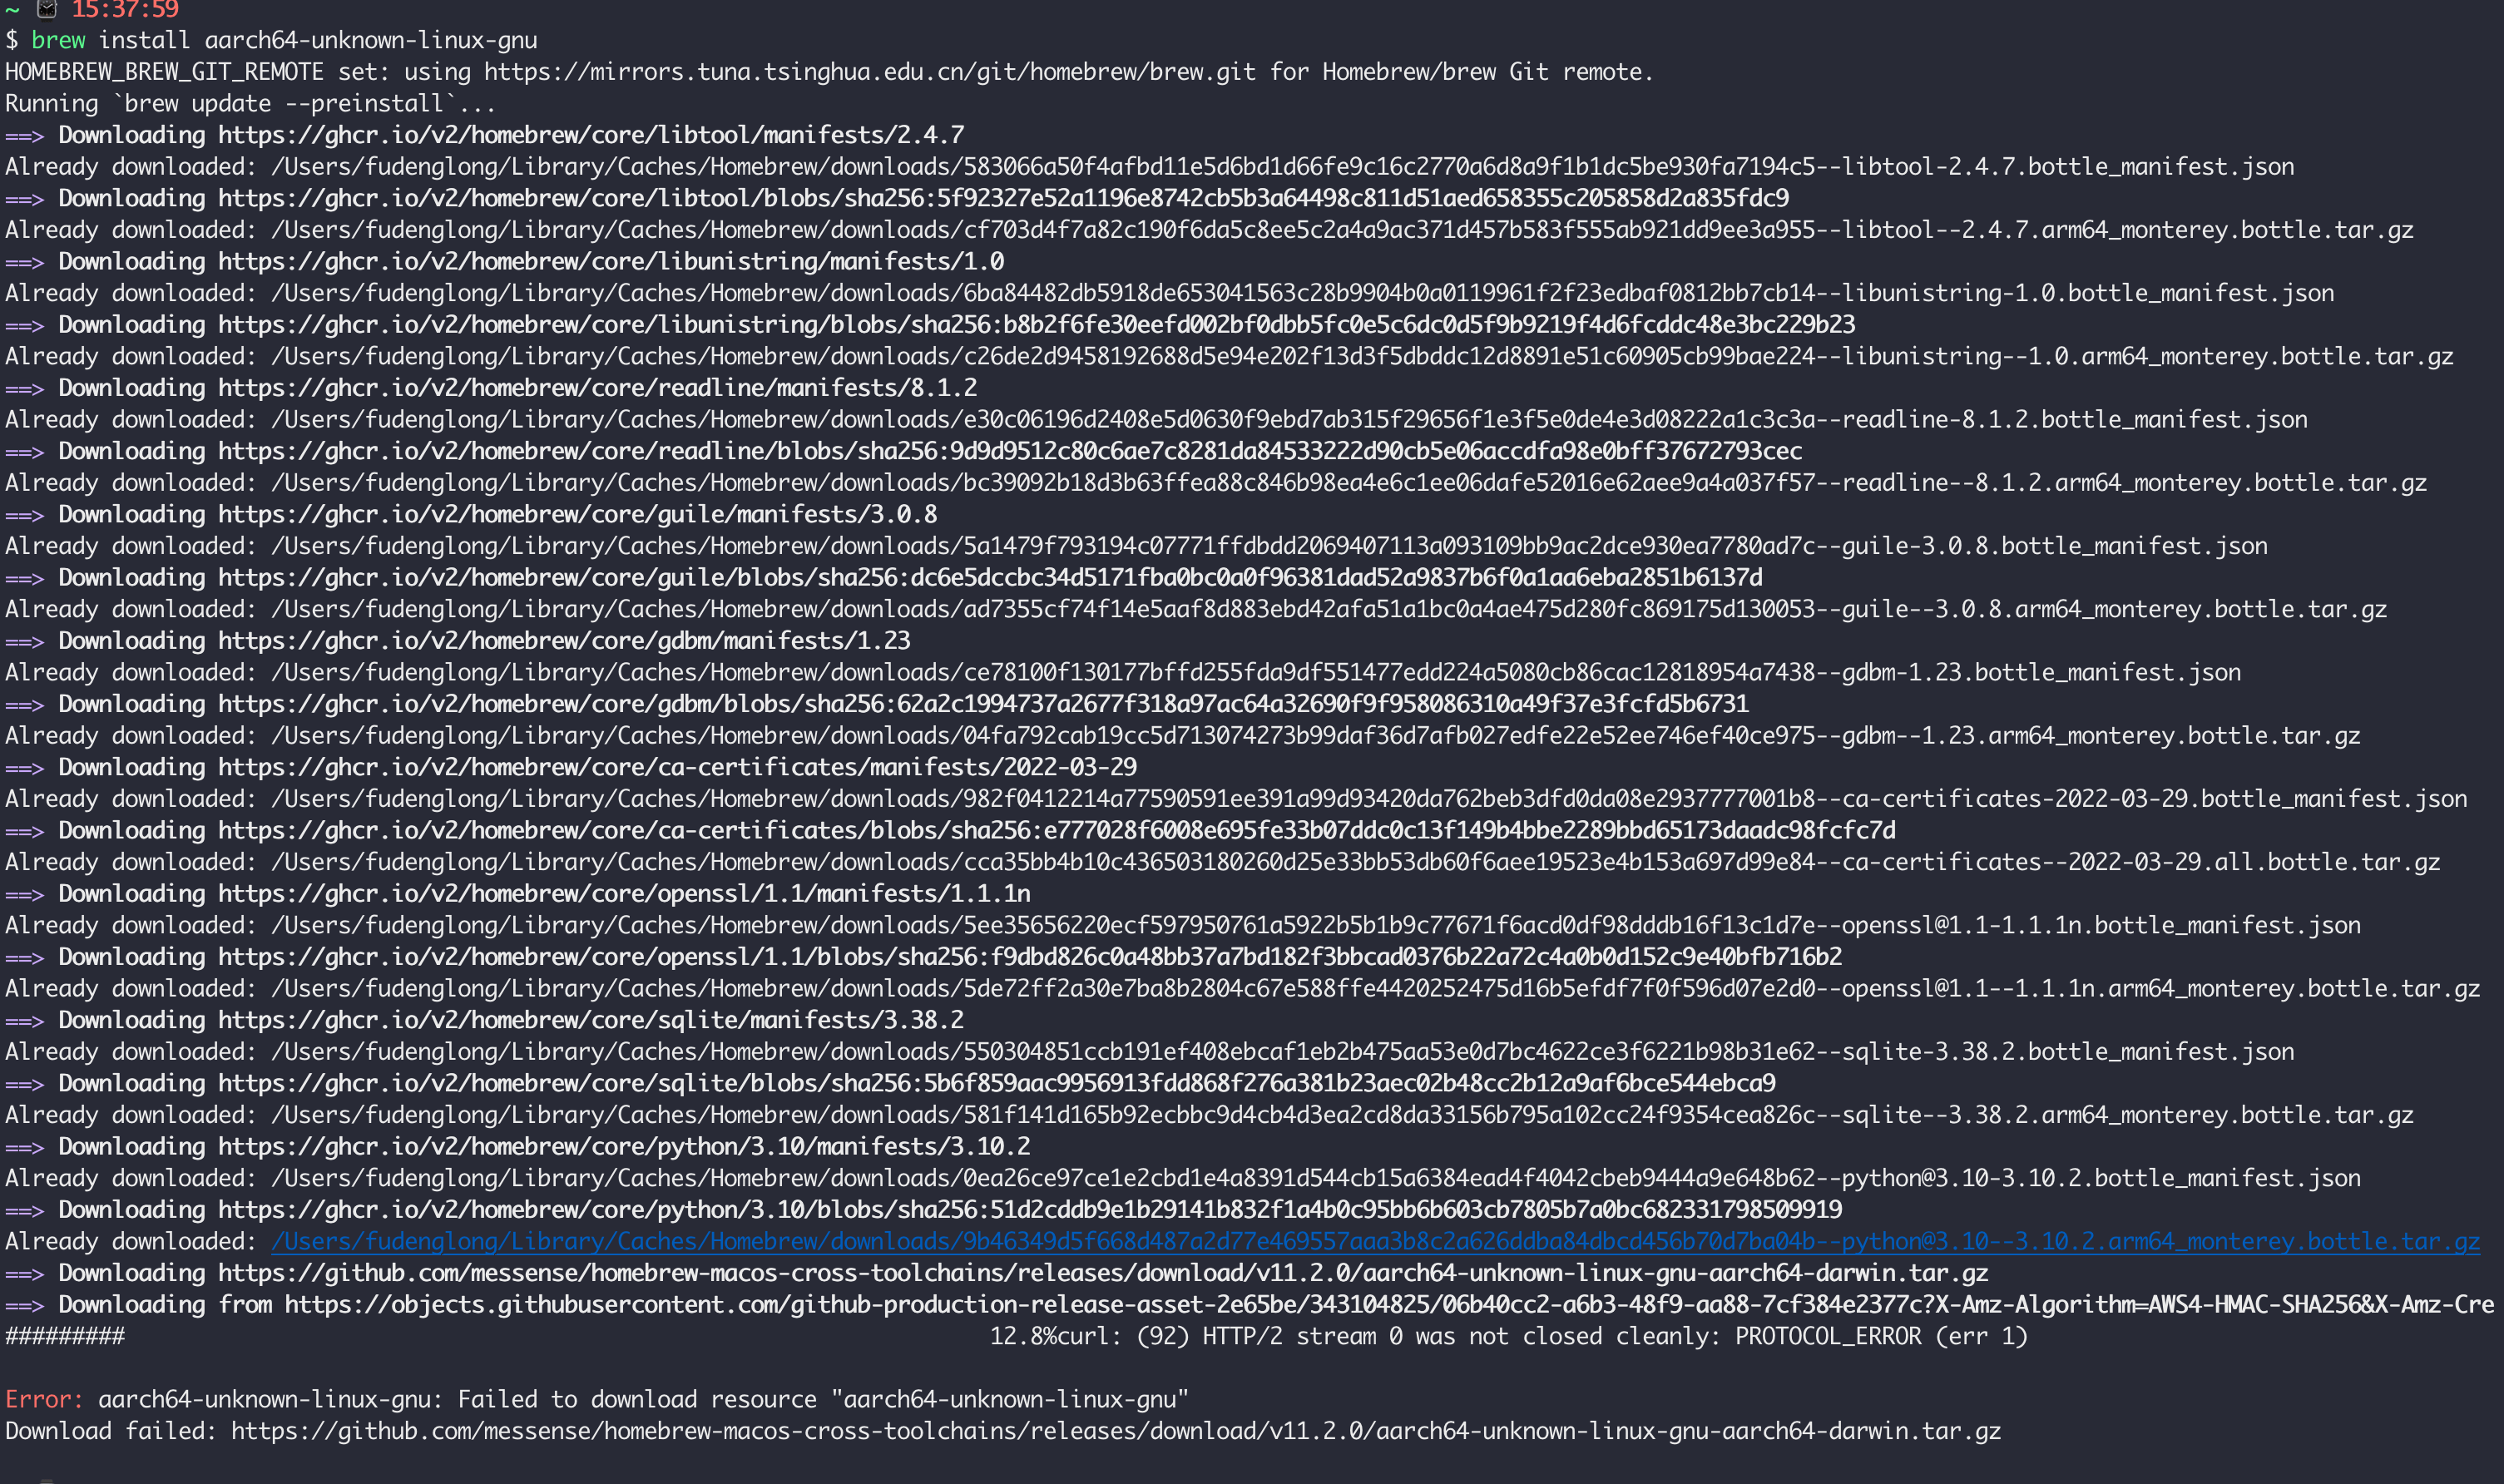 ~ 15:37:59
$ brew install aarch64-unknown-linux-gnu
HOMEBREW_BREW_GIT_REMOTE set: using https://mirrors.tuna.tsinghua.edu.cn/git/homebrew/brew.git for Homebrew/brew Git remote.
Running `brew update --preinstall`...
==> Downloading https://ghcr.io/v2/homebrew/core/libtool/manifests/2.4.7
Already downloaded: /Users/fudenglong/Library/Caches/Homebrew/downloads/583066a50f4afbd11e5d6bd1d66fe9c16c2770a6d8a9f1b1dc5be930fa7194c5--libtool-2.4.7.bottle_manifest.json
==> Downloading https://ghcr.io/v2/homebrew/core/libtool/blobs/sha256:5f92327e52a1196e8742cb5b3a64498c811d51aed658355c205858d2a835fdc9
Already downloaded: /Users/fudenglong/Library/Caches/Homebrew/downloads/cf703d4f7a82c190f6da5c8ee5c2a4a9ac371d457b583f555ab921dd9ee3a955--libtool--2.4.7.arm64_monterey.bottle.tar.gz
==> Downloading https://ghcr.io/v2/homebrew/core/libunistring/manifests/1.0
Already downloaded: /Users/fudenglong/Library/Caches/Homebrew/downloads/6ba84482db5918de653041563c28b9904b0a0119961f2f23edbaf0812bb7cb14--libunistring-1.0.bottle_manifest.json
==> Downloading https://ghcr.io/v2/homebrew/core/libunistring/blobs/sha256:b8b2f6fe30eefd002bf0dbb5fc0e5c6dc0d5f9b9219f4d6fcddc48e3bc229b23
Already downloaded: /Users/fudenglong/Library/Caches/Homebrew/downloads/c26de2d9458192688d5e94e202f13d3f5dbddc12d8891e51c60905cb99bae224--libunistring--1.0.arm64_monterey.bottle.tar.gz
==> Downloading https://ghcr.io/v2/homebrew/core/readline/manifests/8.1.2
Already downloaded: /Users/fudenglong/Library/Caches/Homebrew/downloads/e30c06196d2408e5d0630f9ebd7ab315f29656f1e3f5e0de4e3d08222a1c3c3a--readline-8.1.2.bottle_manifest.json
==> Downloading https://ghcr.io/v2/homebrew/core/readline/blobs/sha256:9d9d9512c80c6ae7c8281da84533222d90cb5e06accdfa98e0bff37672793cec
Already downloaded: /Users/fudenglong/Library/Caches/Homebrew/downloads/bc39092b18d3b63ffea88c846b98ea4e6c1ee06dafe52016e62aee9a4a037f57--readline--8.1.2.arm64_monterey.bottle.tar.gz
==> Downloading https://ghcr.io/v2/homebrew/core/guile/manifests/3.0.8
Already downloaded: /Users/fudenglong/Library/Caches/Homebrew/downloads/5a1479f793194c07771ffdbdd2069407113a093109bb9ac2dce930ea7780ad7c--guile-3.0.8.bottle_manifest.json
==> Downloading https://ghcr.io/v2/homebrew/core/guile/blobs/sha256:dc6e5dccbc34d5171fba0bc0a0f96381dad52a9837b6f0a1aa6eba2851b6137d
Already downloaded: /Users/fudenglong/Library/Caches/Homebrew/downloads/ad7355cf74f14e5aaf8d883ebd42afa51a1bc0a4ae475d280fc869175d130053--guile--3.0.8.arm64_monterey.bottle.tar.gz
==> Downloading https://ghcr.io/v2/homebrew/core/gdbm/manifests/1.23
Already downloaded: /Users/fudenglong/Library/Caches/Homebrew/downloads/ce78100f130177bffd255fda9df551477edd224a5080cb86cac12818954a7438--gdbm-1.23.bottle_manifest.json
==> Downloading https://ghcr.io/v2/homebrew/core/gdbm/blobs/sha256:62a2c1994737a2677f318a97ac64a32690f9f958086310a49f37e3fcfd5b6731
Already downloaded: /Users/fudenglong/Library/Caches/Homebrew/downloads/04fa792cab19cc5d713074273b99daf36d7afb027edfe22e52ee746ef40ce975--gdbm--1.23.arm64_monterey.bottle.tar.gz
==> Downloading https://ghcr.io/v2/homebrew/core/ca-certificates/manifests/2022-03-29
Already downloaded: /Users/fudenglong/Library/Caches/Homebrew/downloads/982f0412214a77590591ee391a99d93420da762beb3dfd0da08e2937777001b8--ca-certificates-2022-03-29.bottle_manifest.json
==> Downloading https://ghcr.io/v2/homebrew/core/ca-certificates/blobs/sha256:e777028f6008e695fe33b07ddc0c13f149b4bbe2289bbd65173daadc98fcfc7d
Already downloaded: /Users/fudenglong/Library/Caches/Homebrew/downloads/cca35bb4b10c436503180260d25e33bb53db60f6aee19523e4b153a697d99e84--ca-certificates--2022-03-29.all.bottle.tar.gz
==> Downloading https://ghcr.io/v2/homebrew/core/openssl/1.1/manifests/1.1.1n
Already downloaded: /Users/fudenglong/Library/Caches/Homebrew/downloads/5ee35656220ecf597950761a5922b5b1b9c77671f6acd0df98dddb16f13c1d7e--openssl@1.1-1.1.1n.bottle_manifest.json
==> Downloading https://ghcr.io/v2/homebrew/core/openssl/1.1/blobs/sha256:f9dbd826c0a48bb37a7bd182f3bbcad0376b22a72c4a0b0d152c9e40bfb716b2
Already downloaded: /Users/fudenglong/Library/Caches/Homebrew/downloads/5de72ff2a30e7ba8b2804c67e588ffe4420252475d16b5efdf7f0f596d07e2d0--openssl@1.1--1.1.1n.arm64_monterey.bottle.tar.gz
==> Downloading https://ghcr.io/v2/homebrew/core/sqlite/manifests/3.38.2
Already downloaded: /Users/fudenglong/Library/Caches/Homebrew/downloads/550304851ccb191ef408ebcaf1eb2b475aa53e0d7bc4622ce3f6221b98b31e62--sqlite-3.38.2.bottle_manifest.json
==> Downloading https://ghcr.io/v2/homebrew/core/sqlite/blobs/sha256:5b6f859aac9956913fdd868f276a381b23aec02b48cc2b12a9af6bce544ebca9
Already downloaded: /Users/fudenglong/Library/Caches/Homebrew/downloads/581f141d165b92ecbbc9d4cb4d3ea2cd8da33156b795a102cc24f9354cea826c--sqlite--3.38.2.arm64_monterey.bottle.tar.gz
==> Downloading https://ghcr.io/v2/homebrew/core/python/3.10/manifests/3.10.2
Already downloaded: /Users/fudenglong/Library/Caches/Homebrew/downloads/0ea26ce97ce1e2cbd1e4a8391d544cb15a6384ead4f4042cbeb9444a9e648b62--python@3.10-3.10.2.bottle_manifest.json
==> Downloading https://ghcr.io/v2/homebrew/core/python/3.10/blobs/sha256:51d2cddb9e1b29141b832f1a4b0c95bb6b603cb7805b7a0bc682331798509919
Already downloaded: /Users/fudenglong/Library/Caches/Homebrew/downloads/9b46349d5f668d487a2d77e469557aaa3b8c2a626ddba84dbcd456b70d7ba04b--python@3.10--3.10.2.arm64_monterey.bottle.tar.gz
==> Downloading https://github.com/messense/homebrew-macos-cross-toolchains/releases/download/v11.2.0/aarch64-unknown-linux-gnu-aarch64-darwin.tar.gz
==> Downloading from https://objects.githubusercontent.com/github-production-release-asset-2e65be/343104825/06b40cc2-a6b3-48f9-aa88-7cf384e2377c?X-Amz-Algorithm=AWS4-HMAC-SHA256&X-Amz-Cre
######### 12.8%curl: (92) HTTP/2 stream 0 was not closed cleanly: PROTOCOL_ERROR (err 1)
Error: aarch64-unknown-linux-gnu: Failed to download resource "aarch64-unknown-linux-gnu"
Download failed: https://github.com/messense/homebrew-macos-cross-toolchains/releases/download/v11.2.0/aarch64-unknown-linux-gnu-aarch64-darwin.tar.gz